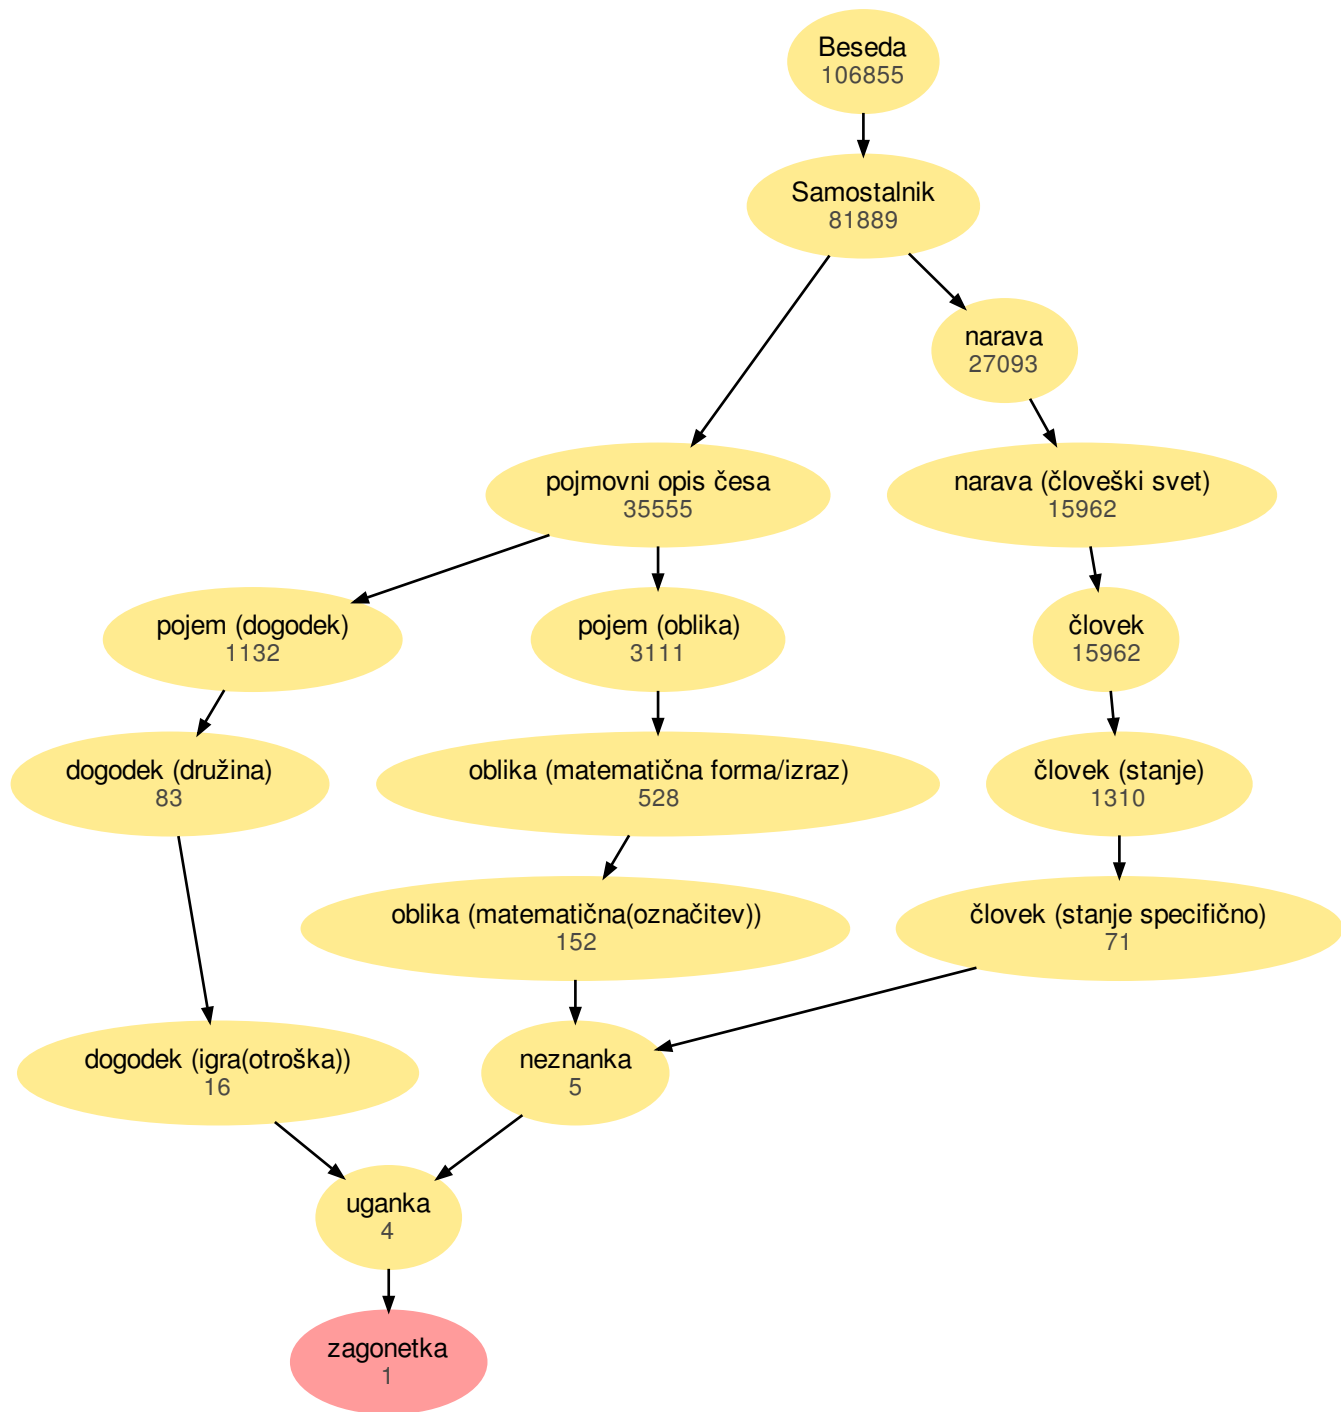 Beseda
106855
Samostalnik
81889
narava
27093
pojmovni opis česa
35555
narava (človeški svet)
15962
pojem (dogodek)
1132
pojem (oblika)
3111
človek
15962
dogodek (družina)
83
oblika (matematična forma/izraz)
528
človek (stanje)
1310
oblika (matematična(označitev))
152
človek (stanje specifično)
71
dogodek (igra(otroška))
16
neznanka
5
uganka
4
zagonetka
1